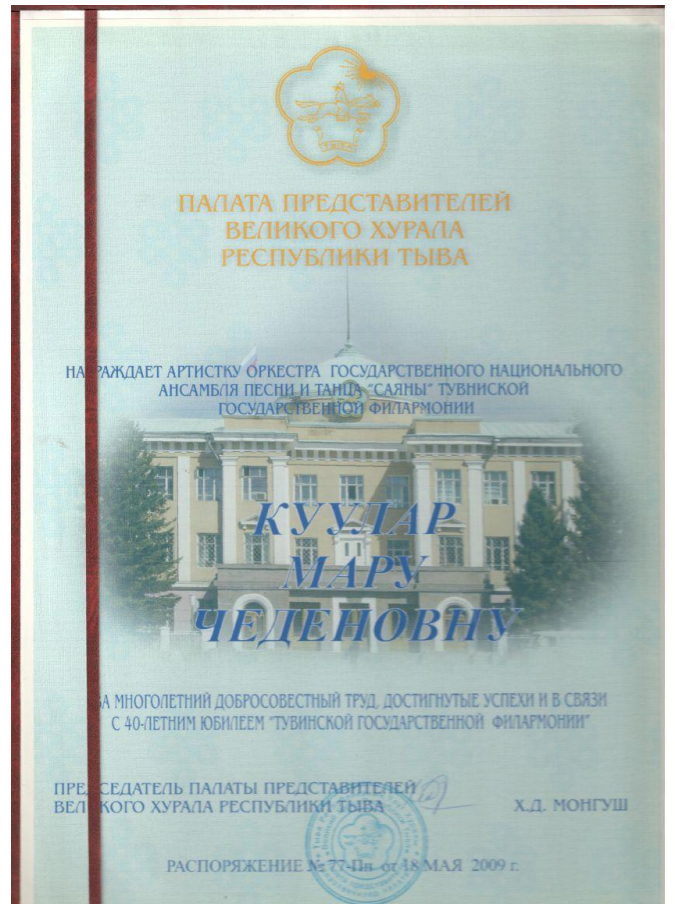 ТЫВА
ПАЛАТА ПРЕДСТАВИТЕЛЕЙ
ВЕЛИКОГО ХУРАЛА
РЕСПУБЛИКИ ТЫВА
НАГРАЖДАЕТ АРТИСТКУ ОРКЕСТРА ГОСУДАРСТВЕННОГО НАЦИОНАЛЬНОГО
АНСАМБЛЯ ПЕСНИ И ТАНЦА "САЯНЫ" ТУВНИСКОЙ
ГОСУДАРСТВЕННОЙ ФИЛАРМОНИИ
КУУЛАР
МАРУ
ЧЕДЕНОВНУ
ЗА МНОГОЛЕТНИЙ ДОБРОСОВЕСТНЫЙ ТРУД, ДОСТИГНУТЫЕ УСПЕХИ И В СВЯЗИ
С 40-ЛЕТНИМ ЮБИЛЕЕМ "ТУВИНСКОЙ ГОСУДАРСТВЕННОЙ ФИЛАРМОНИИ"
ПРЕДСЕДАТЕЛЬ ПАЛАТЫ ПРЕДСТАВИТЕЛЕЙ
ВЕЛИКОГО ХУРАЛА РЕСПУБЛИКИ ТЫВА Х.Д. МОНГУШ
РАСПОРЯЖЕНИЕ № 77-Пп от 18 МАЯ 2009 г.